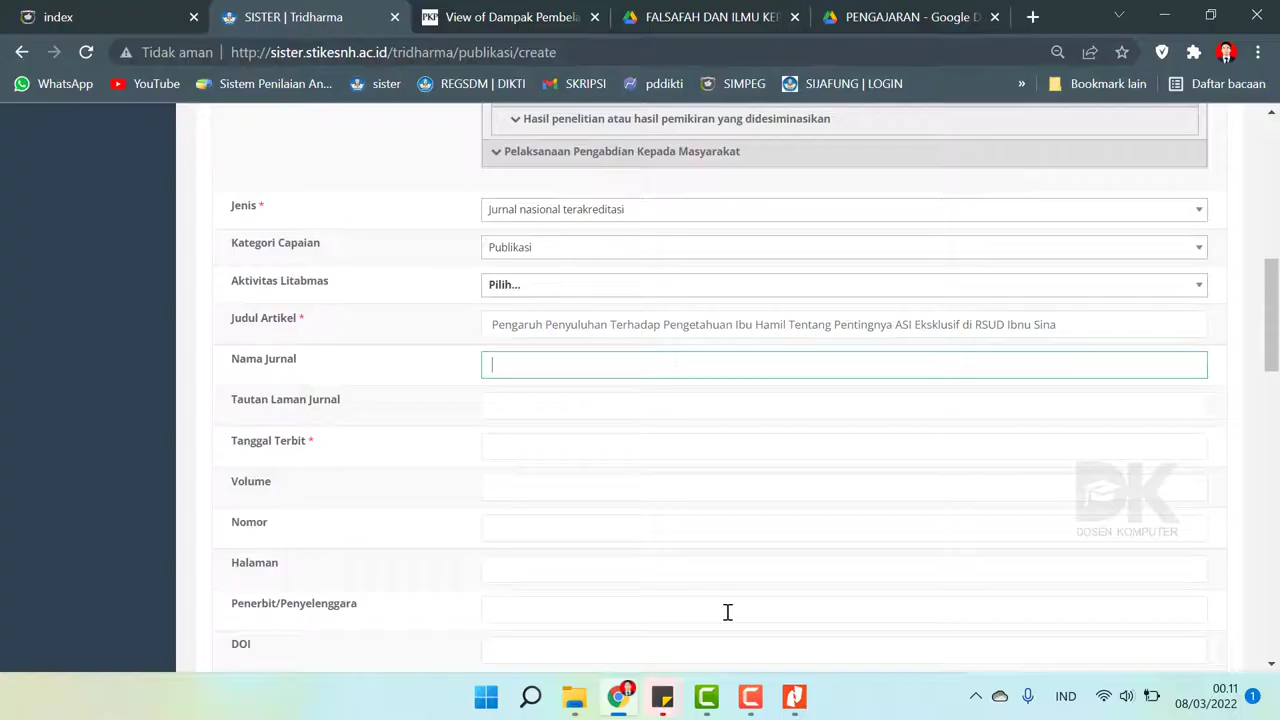 index
SISTER | Tridharma
View of Dampak Pembela
FALSAFAH DAN ILMU KEP
PENGAJARAN - Google D
Tidak aman
http://sister.stikesnh.ac.id/tridharma/publikasi/create
WhatsApp
YouTube
Sistem Penilaian An...
sister
REGSDM | DIKTI
SKRIPSI
pddikti
SIMPEG
SIJAFUNG | LOGIN
»
Bookmark lain
Daftar bacaan
Hasil penelitian atau hasil pemikiran yang didesiminasikan
Pelaksanaan Pengabdian Kepada Masyarakat
Jenis *
Jurnal nasional terakreditasi
Kategori Capaian
Publikasi
Aktivitas Litabmas
Pilih...
Judul Artikel *
Pengaruh Penyuluhan Terhadap Pengetahuan Ibu Hamil Tentang Pentingnya ASI Eksklusif di RSUD Ibnu Sina
Nama Jurnal
Tautan Laman Jurnal
Tanggal Terbit *
Volume
Nomor
Halaman
Penerbit/Penyelenggara
DOI
DK
DOSEN KOMPUTER
IND
00.11
08/03/2022
1